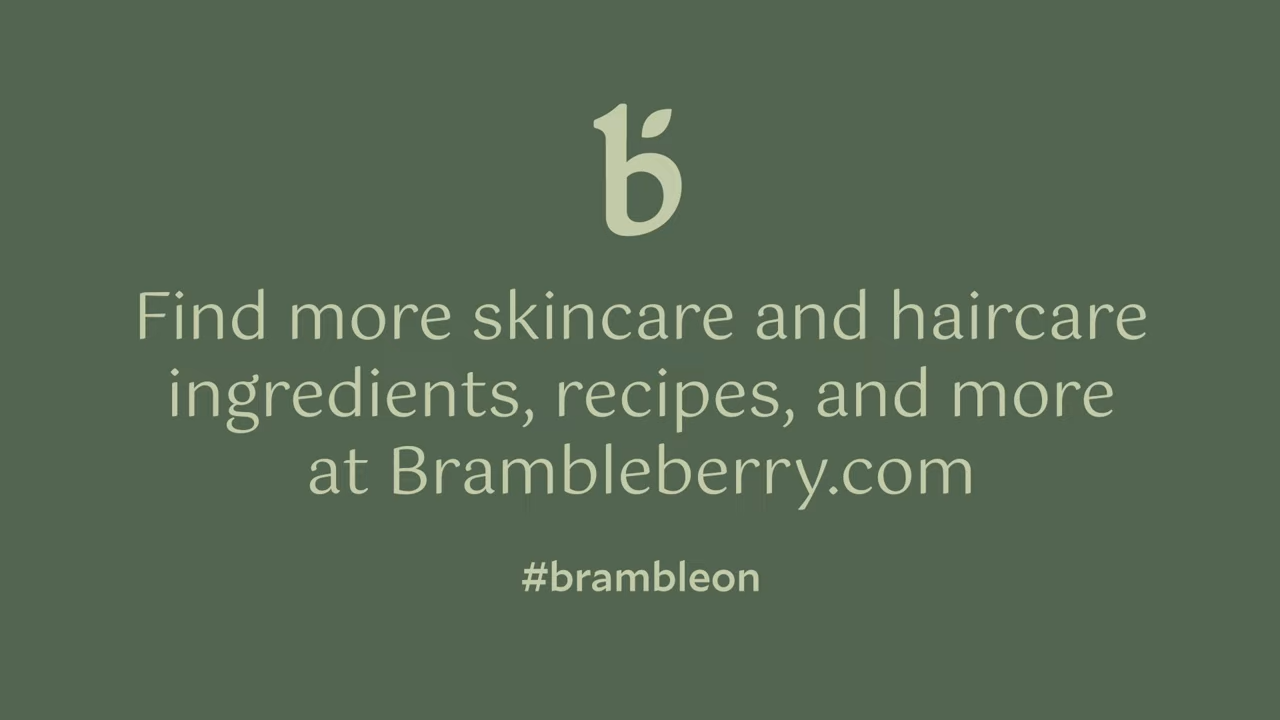 b
Find more skincare and haircare
ingredients, recipes, and more
at Brambleberry.com
#brambleon